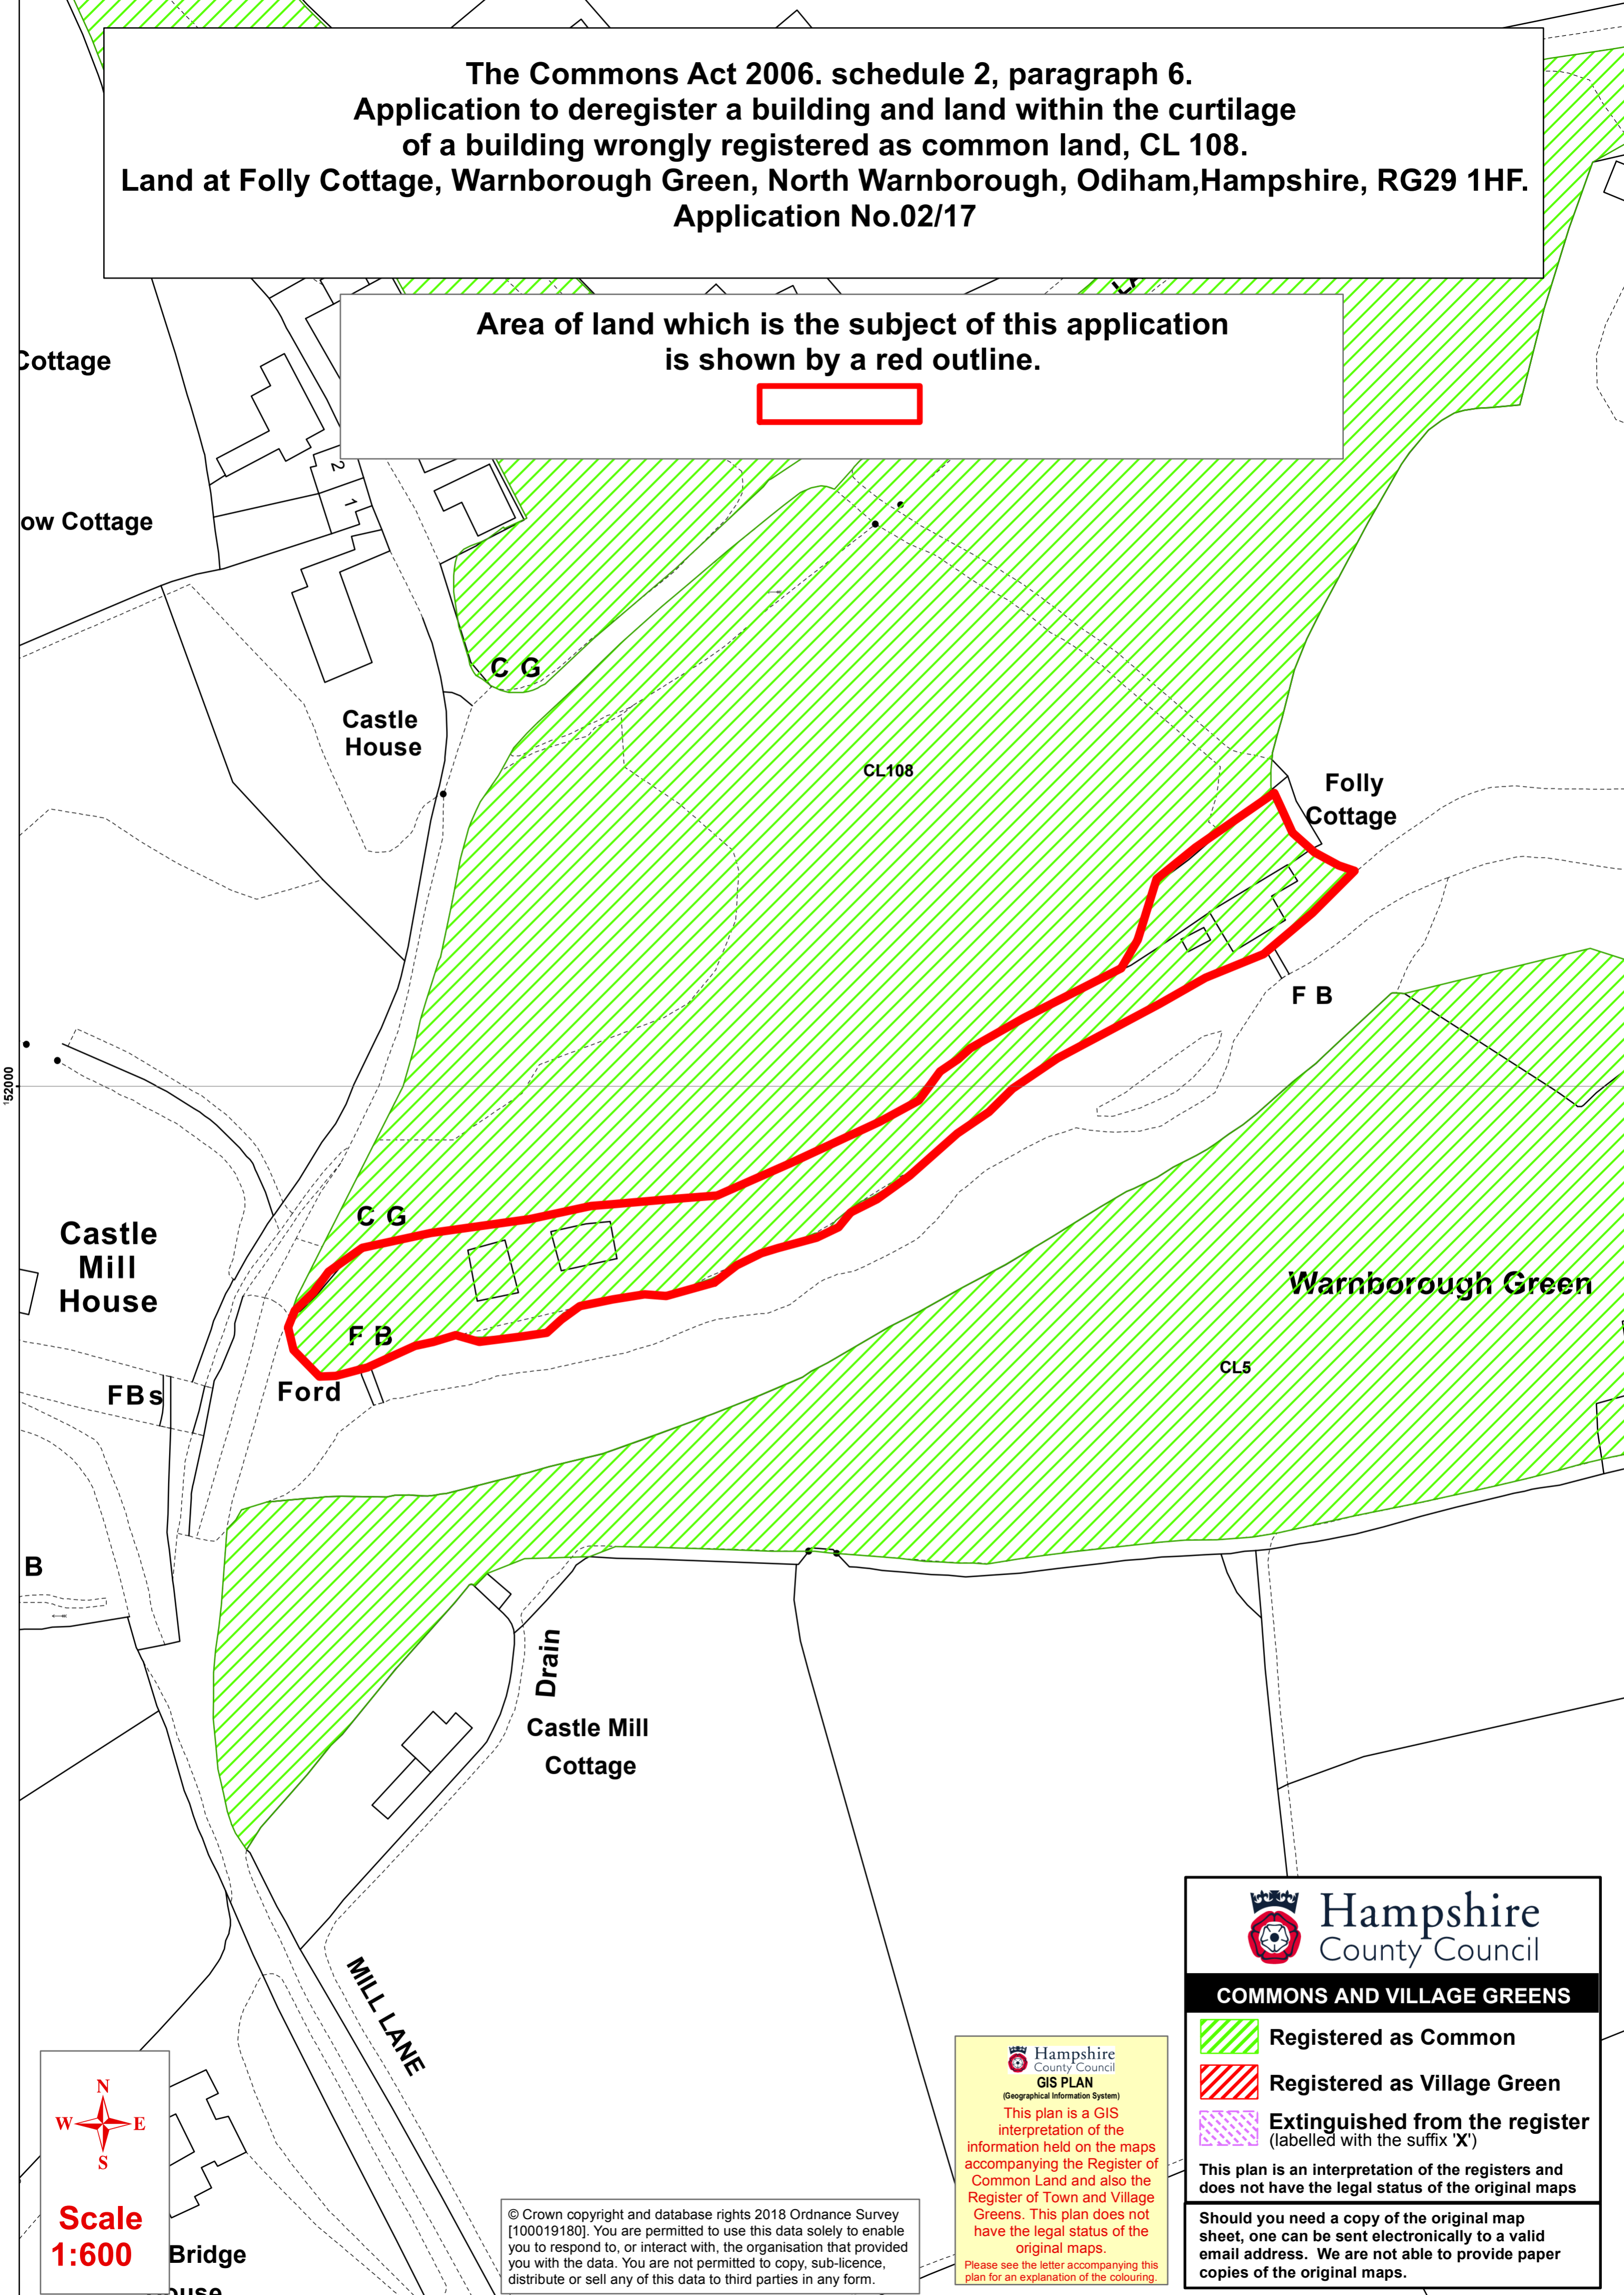 The Commons Act 2006. schedule 2, paragraph 6.
Application to deregister a building and land within the curtilage
of a building wrongly registered as common land, CL 108.
Land at Folly Cottage, Warnborough Green, North Warnborough, Odiham,Hampshire, RG29 1HF.
Application No.02/17
Area of land which is the subject of this application
is shown by a red outline.
Cottage
2
1
ow Cottage
C G
Castle
House
CL108
Folly
Cottage
F B
152000
C G
Castle
Mill
House
Warnborough Green
F B
CL5
FBs
Ford
B
Drain
Castle Mill
Cottage
MILL LANE
N
W E
S
Scale
1:600
Bridge
ouse
© Crown copyright and database rights 2018 Ordnance Survey
[100019180]. You are permitted to use this data solely to enable
you to respond to, or interact with, the organisation that provided
you with the data. You are not permitted to copy, sub-licence,
distribute or sell any of this data to third parties in any form.
Hampshire
County Council
GIS PLAN
(Geographical Information System)
This plan is a GIS
interpretation of the
information held on the maps
accompanying the Register of
Common Land and also the
Register of Town and Village
Greens. This plan does not
have the legal status of the
original maps.
Please see the letter accompanying this
plan for an explanation of the colouring.
Hampshire
County Council
COMMONS AND VILLAGE GREENS
Registered as Common
Registered as Village Green
Extinguished from the register
(labelled with the suffix 'X')
This plan is an interpretation of the registers and
does not have the legal status of the original maps
Should you need a copy of the original map
sheet, one can be sent electronically to a valid
email address. We are not able to provide paper
copies of the original maps.